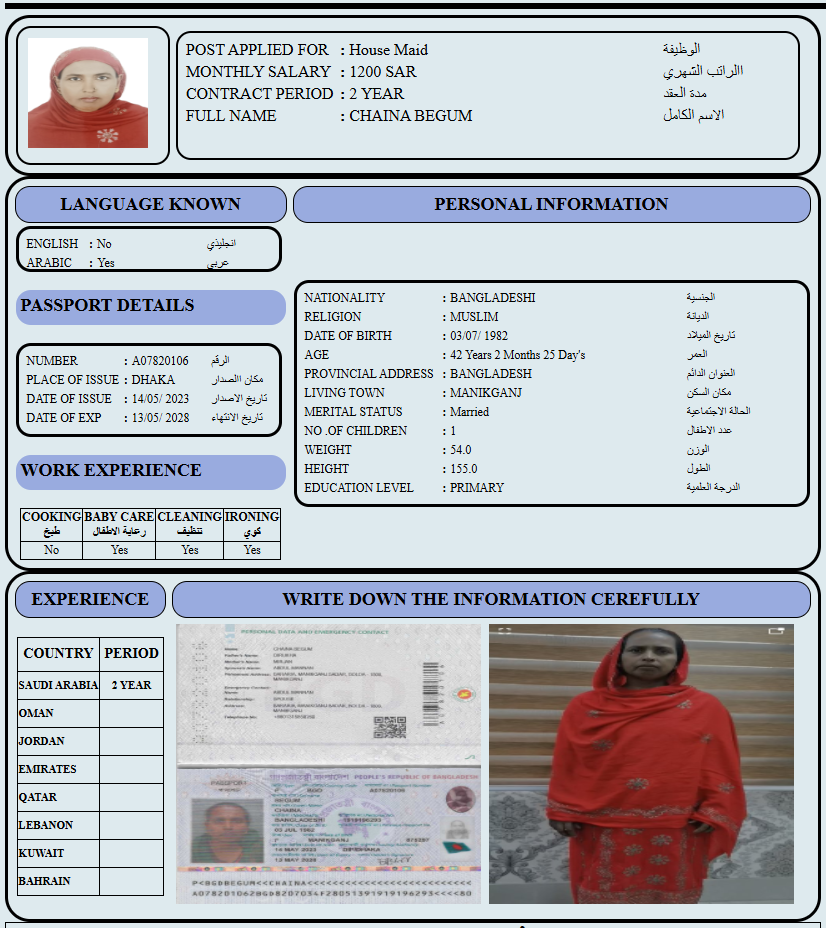 POST APPLIED FOR : House Maid الوظيفة
MONTHLY SALARY : 1200 SAR االراتب الشهري
CONTRACT PERIOD : 2 YEAR مدة العقد
FULL NAME : CHAINA BEGUM الاسم الكامل
LANGUAGE KNOWN
ENGLISH : No انجليذي
ARABIC : Yes عربي
PASSPORT DETAILS
NUMBER : A07820106 الرقم
PLACE OF ISSUE : DHAKA مكان االصدار
DATE OF ISSUE : 14/05/ 2023 تاريخ الاصدار
DATE OF EXP : 13/05/ 2028 تاريخ الانتهاء
WORK EXPERIENCE
COOKING BABY CARE CLEANING IRONING
طبخ رعاية الاطفال تنظيف كوي
No Yes Yes Yes
PERSONAL INFORMATION
NATIONALITY : BANGLADESHI الجنسية
RELIGION : MUSLIM الديانة
DATE OF BIRTH : 03/07/ 1982 تاريخ الميلاد
AGE : 42 Years 2 Months 25 Day's العمر
PROVINCIAL ADDRESS : BANGLADESH العنوان الدائم
LIVING TOWN : MANIKGANJ مكان السكن
MERITAL STATUS : Married الحالة الاجتماعية
NO .OF CHILDREN : 1 عدد الاطفال
WEIGHT : 54.0 الوزن
HEIGHT : 155.0 الطول
EDUCATION LEVEL : PRIMARY الدرجة العلمية
EXPERIENCE
COUNTRY PERIOD
SAUDI ARABIA 2 YEAR
OMAN
JORDAN
EMIRATES
QATAR
LEBANON
KUWAIT
BAHRAIN
WRITE DOWN THE INFORMATION CEREFULLY
PERSONAL DATA AND EMERGENCY CONTACT
CHAINA BEGUM
PEOPLE'S REPUBLIC OF BANGLADESH
BGD A07820106
BEGUM
CHAINA
BANGLADESHI
03 JUL 1982
F MANIKGANJ
14 MAY 2023
13 MAY 2028